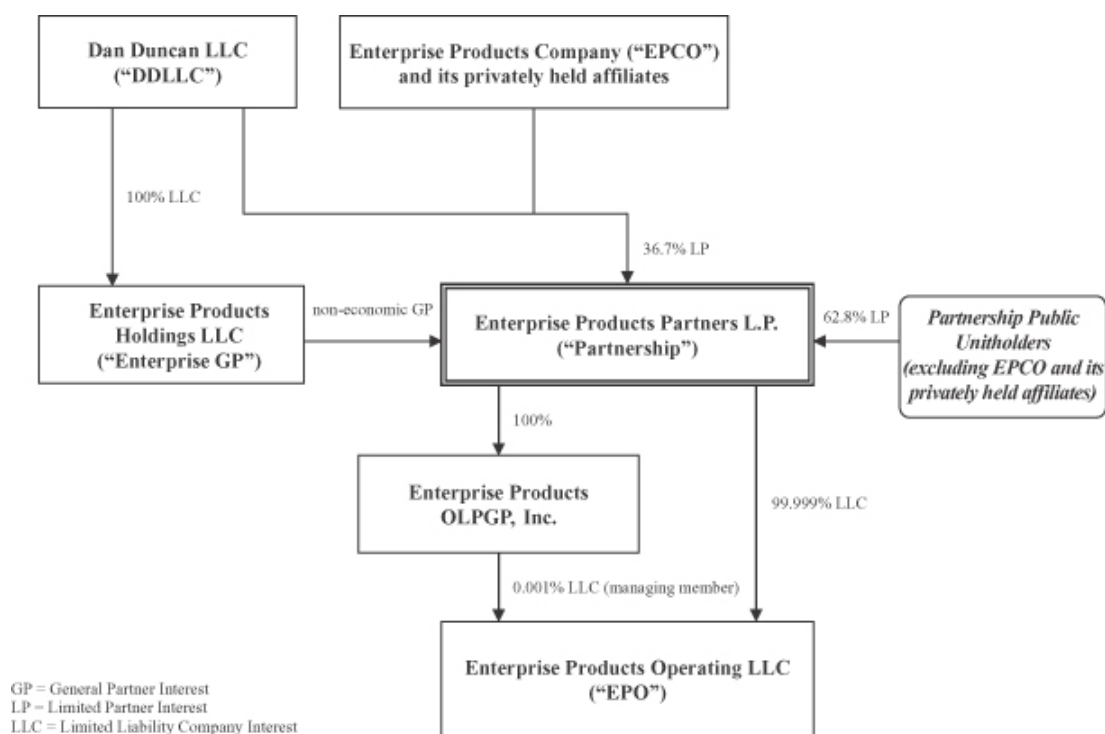 Dan Duncan LLC
(“DDLLC”)
Enterprise Products Company (“EPCO”)
and its privately held affiliates
100% LLC
36.7% LP
Enterprise Products
Holdings LLC
(“Enterprise GP”)
non-economic GP
Enterprise Products Partners L.P.
(“Partnership”)
62.8% LP
Partnership Public
Unitholders
(excluding EPCO and its
privately held affiliates)
100%
Enterprise Products
OLPGP, Inc.
99.999% LLC
0.001% LLC (managing member)
Enterprise Products Operating LLC
(“EPO”)
GP = General Partner Interest
LP = Limited Partner Interest
LLC = Limited Liability Company Interest